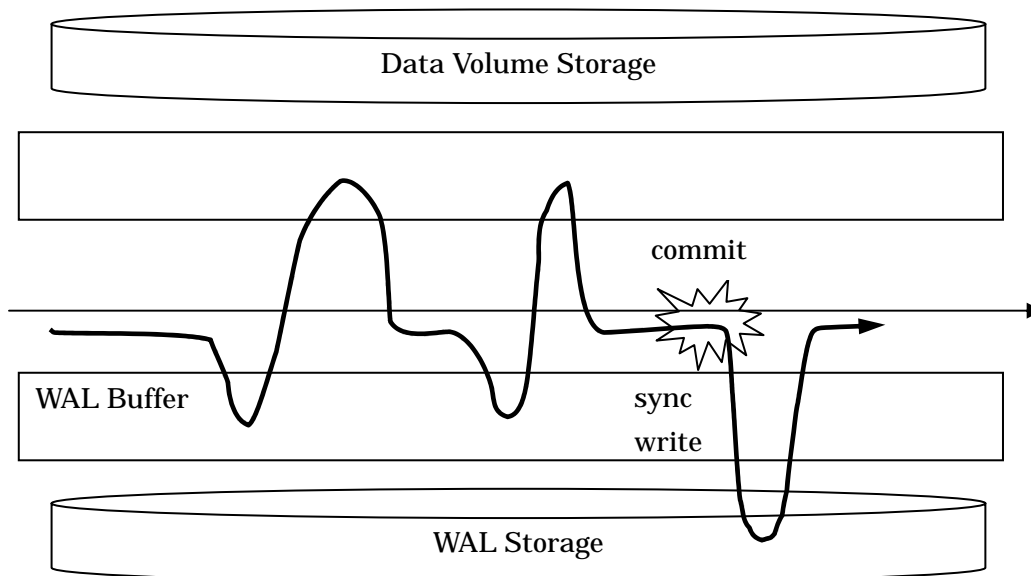 Data Volume Storage
commit
WAL Buffer
sync
write
WAL Storage